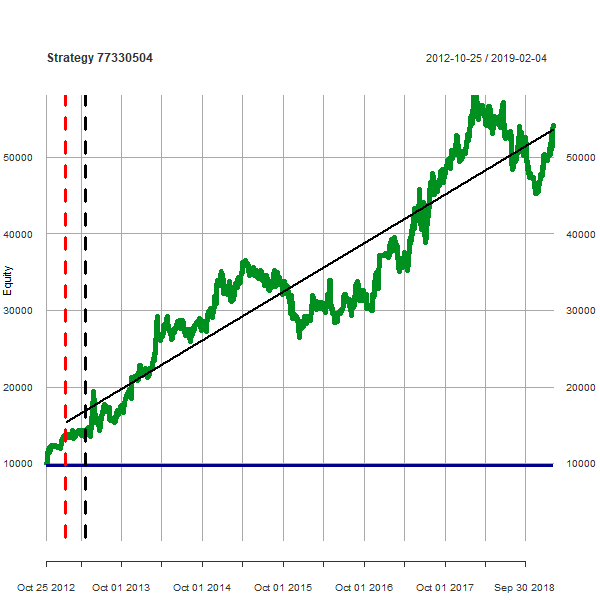 Strategy 77330504
2012-10-25 / 2019-02-04
50000
50000
40000
40000
Equity
30000
30000
20000
20000
10000
10000
Oct 25 2012
Oct 01 2013
Oct 01 2014
Oct 01 2015
Oct 01 2016
Oct 01 2017
Sep 30 2018